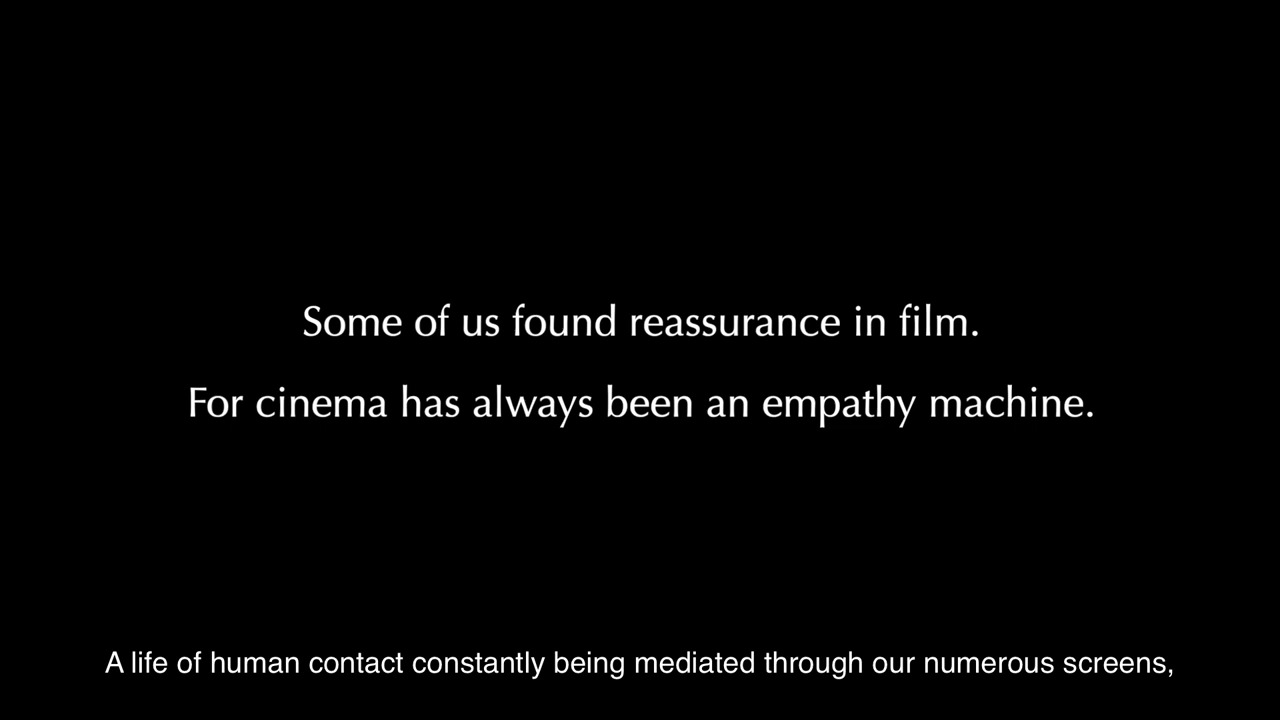 Some of us found reassurance in film.
For cinema has always been an empathy machine.
A life of human contact constantly being mediated through our numerous screens,